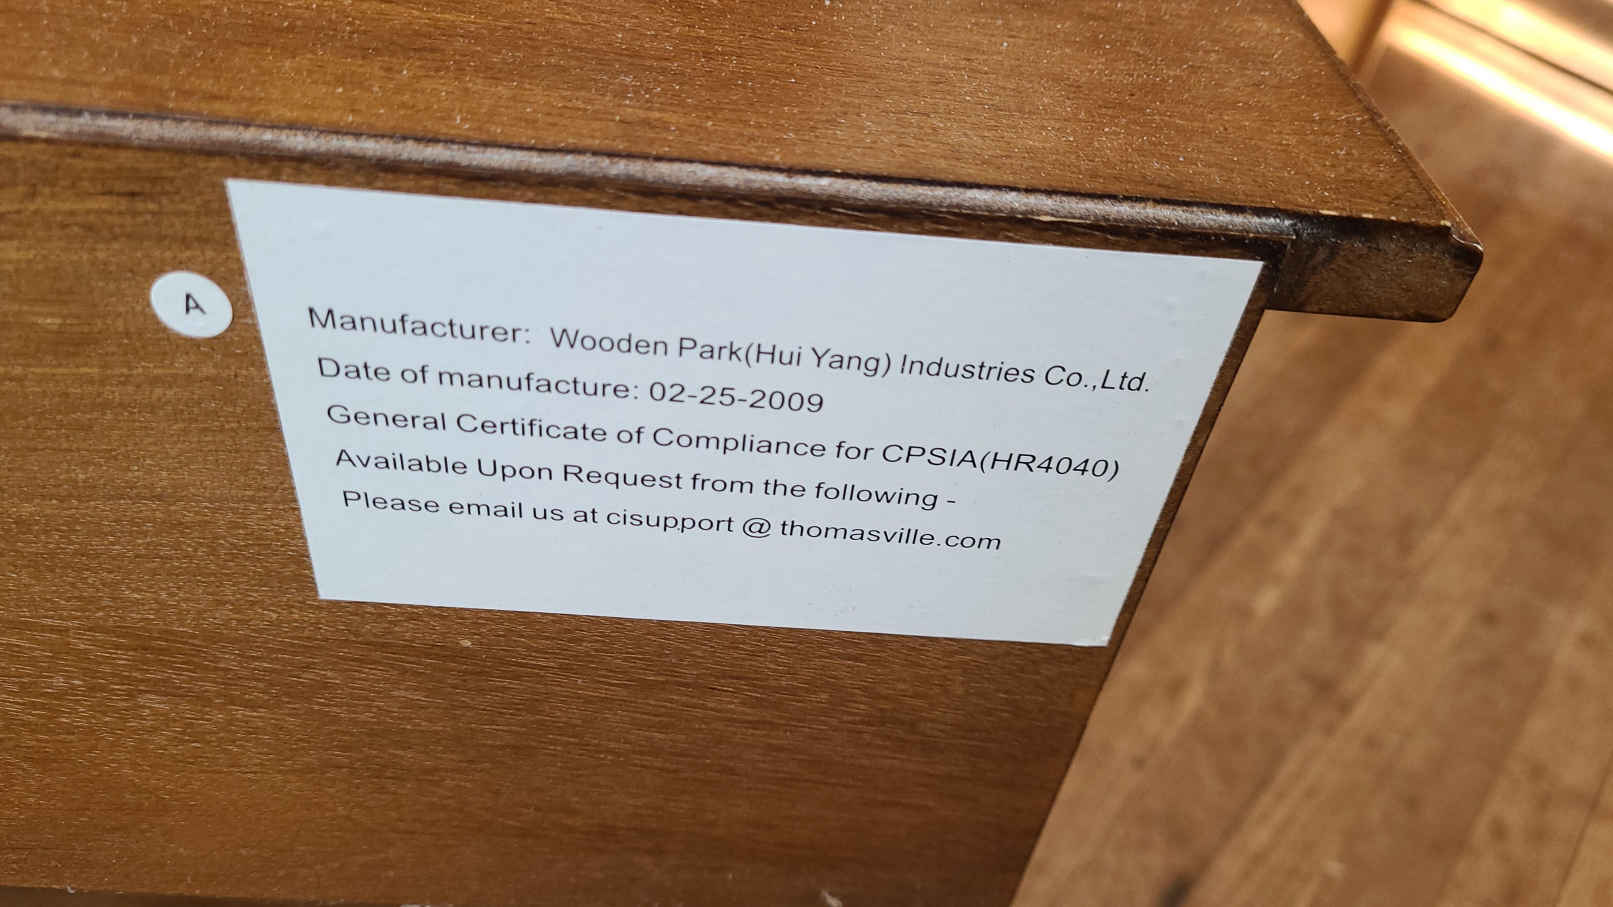 A
Manufacturer: Wooden Park(Hui Yang) Industries Co.,Ltd.
Date of manufacture: 02-25-2009
General Certificate of Compliance for CPSIA(HR4040)
Available Upon Request from the following -
Please email us at cisupport @ thomasville.com